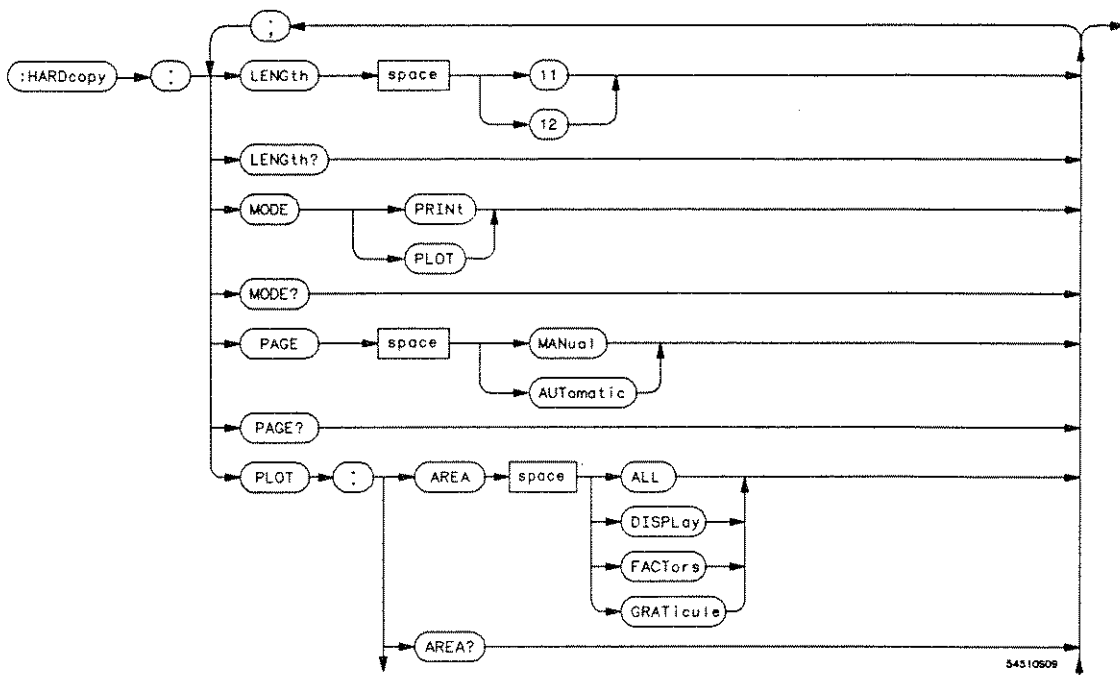 ;
:HARDcopy : LENGth space 11
12
LENGth?
MODE PRINt
PLOT
MODE?
PAGE space MANual
AUTomatic
PAGE?
PLOT : AREA space ALL
DISPLay
FACTors
GRATicule
AREA?
54510S09